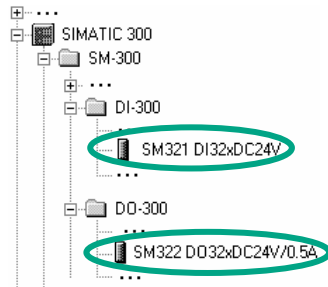 ...
SIMATIC 300
SM-300
...
DI-300
...
SM321 DI32xDC24V
...
DO-300
...
SM322 DO32xDC24V/0.5A
...